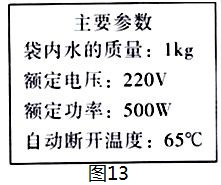 主要参数
袋内水的质量：1kg
额定电压：220V
额定功率：500W
自动断开温度：65℃
图13